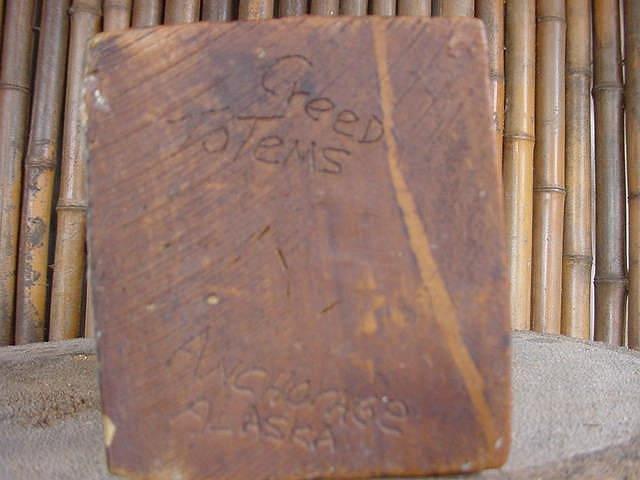 Creed
Totems
Anchorage
Alaska